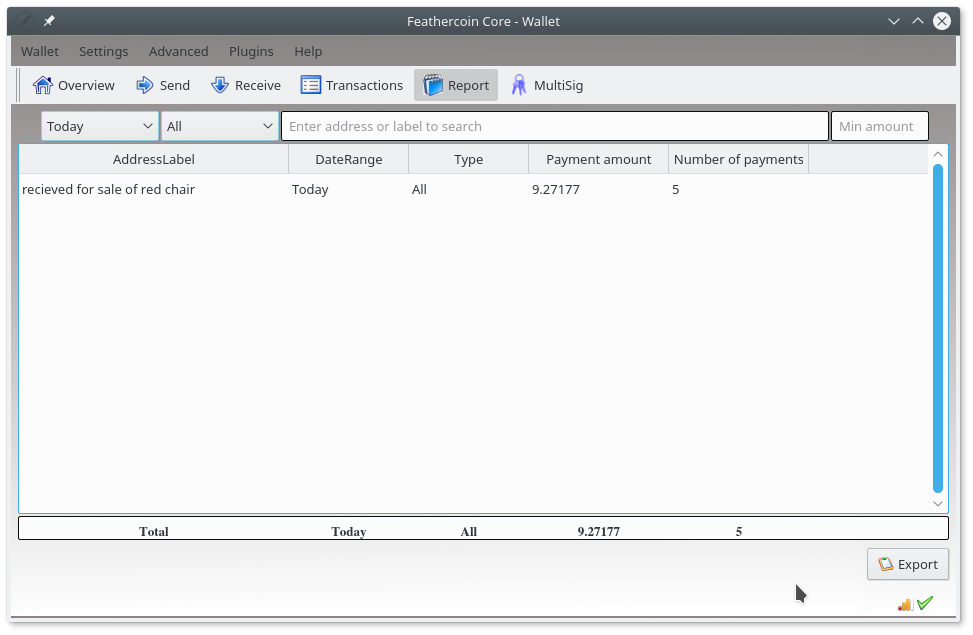 Feathercoin Core - Wallet
Wallet Settings Advanced Plugins Help
Overview Send Receive Transactions Report MultiSig
Today All Enter address or label to search Min amount
AddressLabel DateRange Type Payment amount Number of payments
recieved for sale of red chair Today All 9.27177 5
Total Today All 9.27177 5
Export